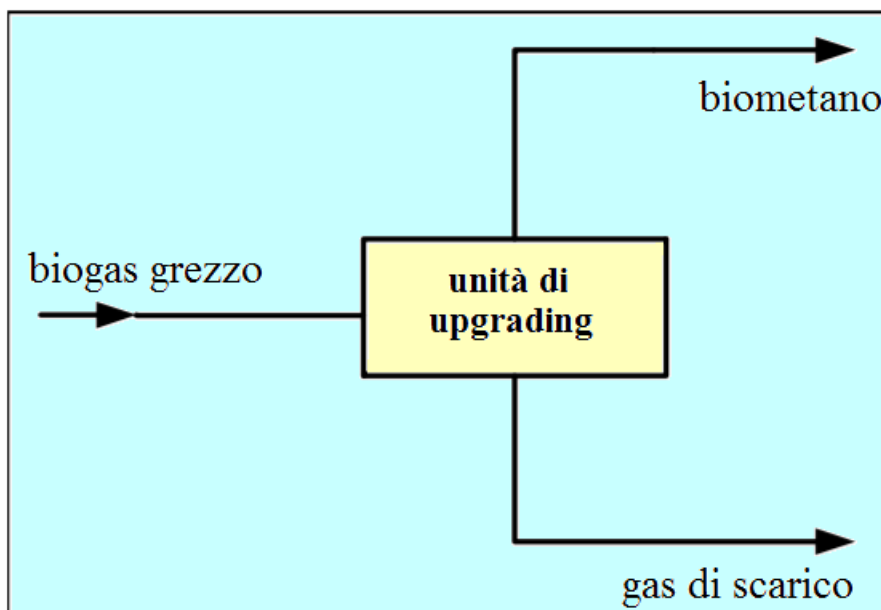 biometano
biogas grezzo
unità di
upgrading
gas di scarico